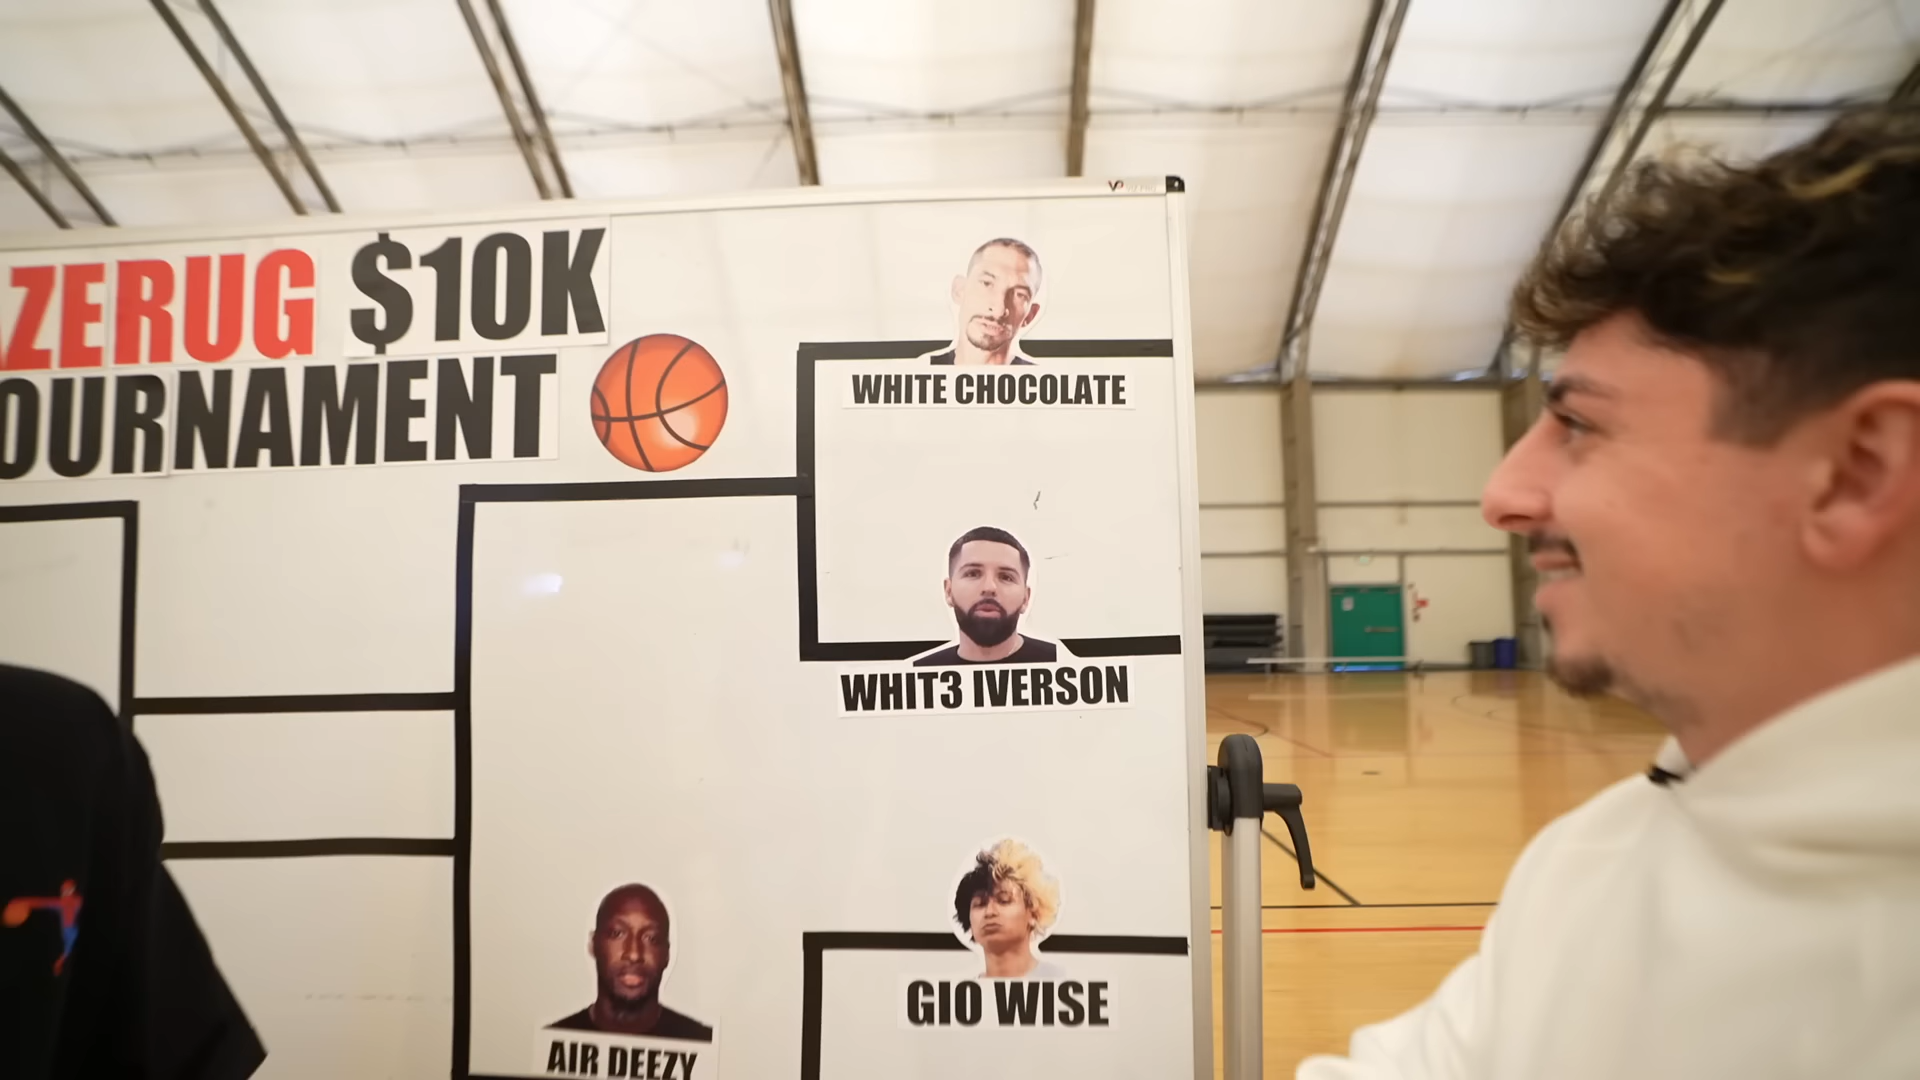 ZERUG $10K
OURNAMENT
WHITE CHOCOLATE
WHIT3 IVERSON
GIO WISE
AIR DEEZY